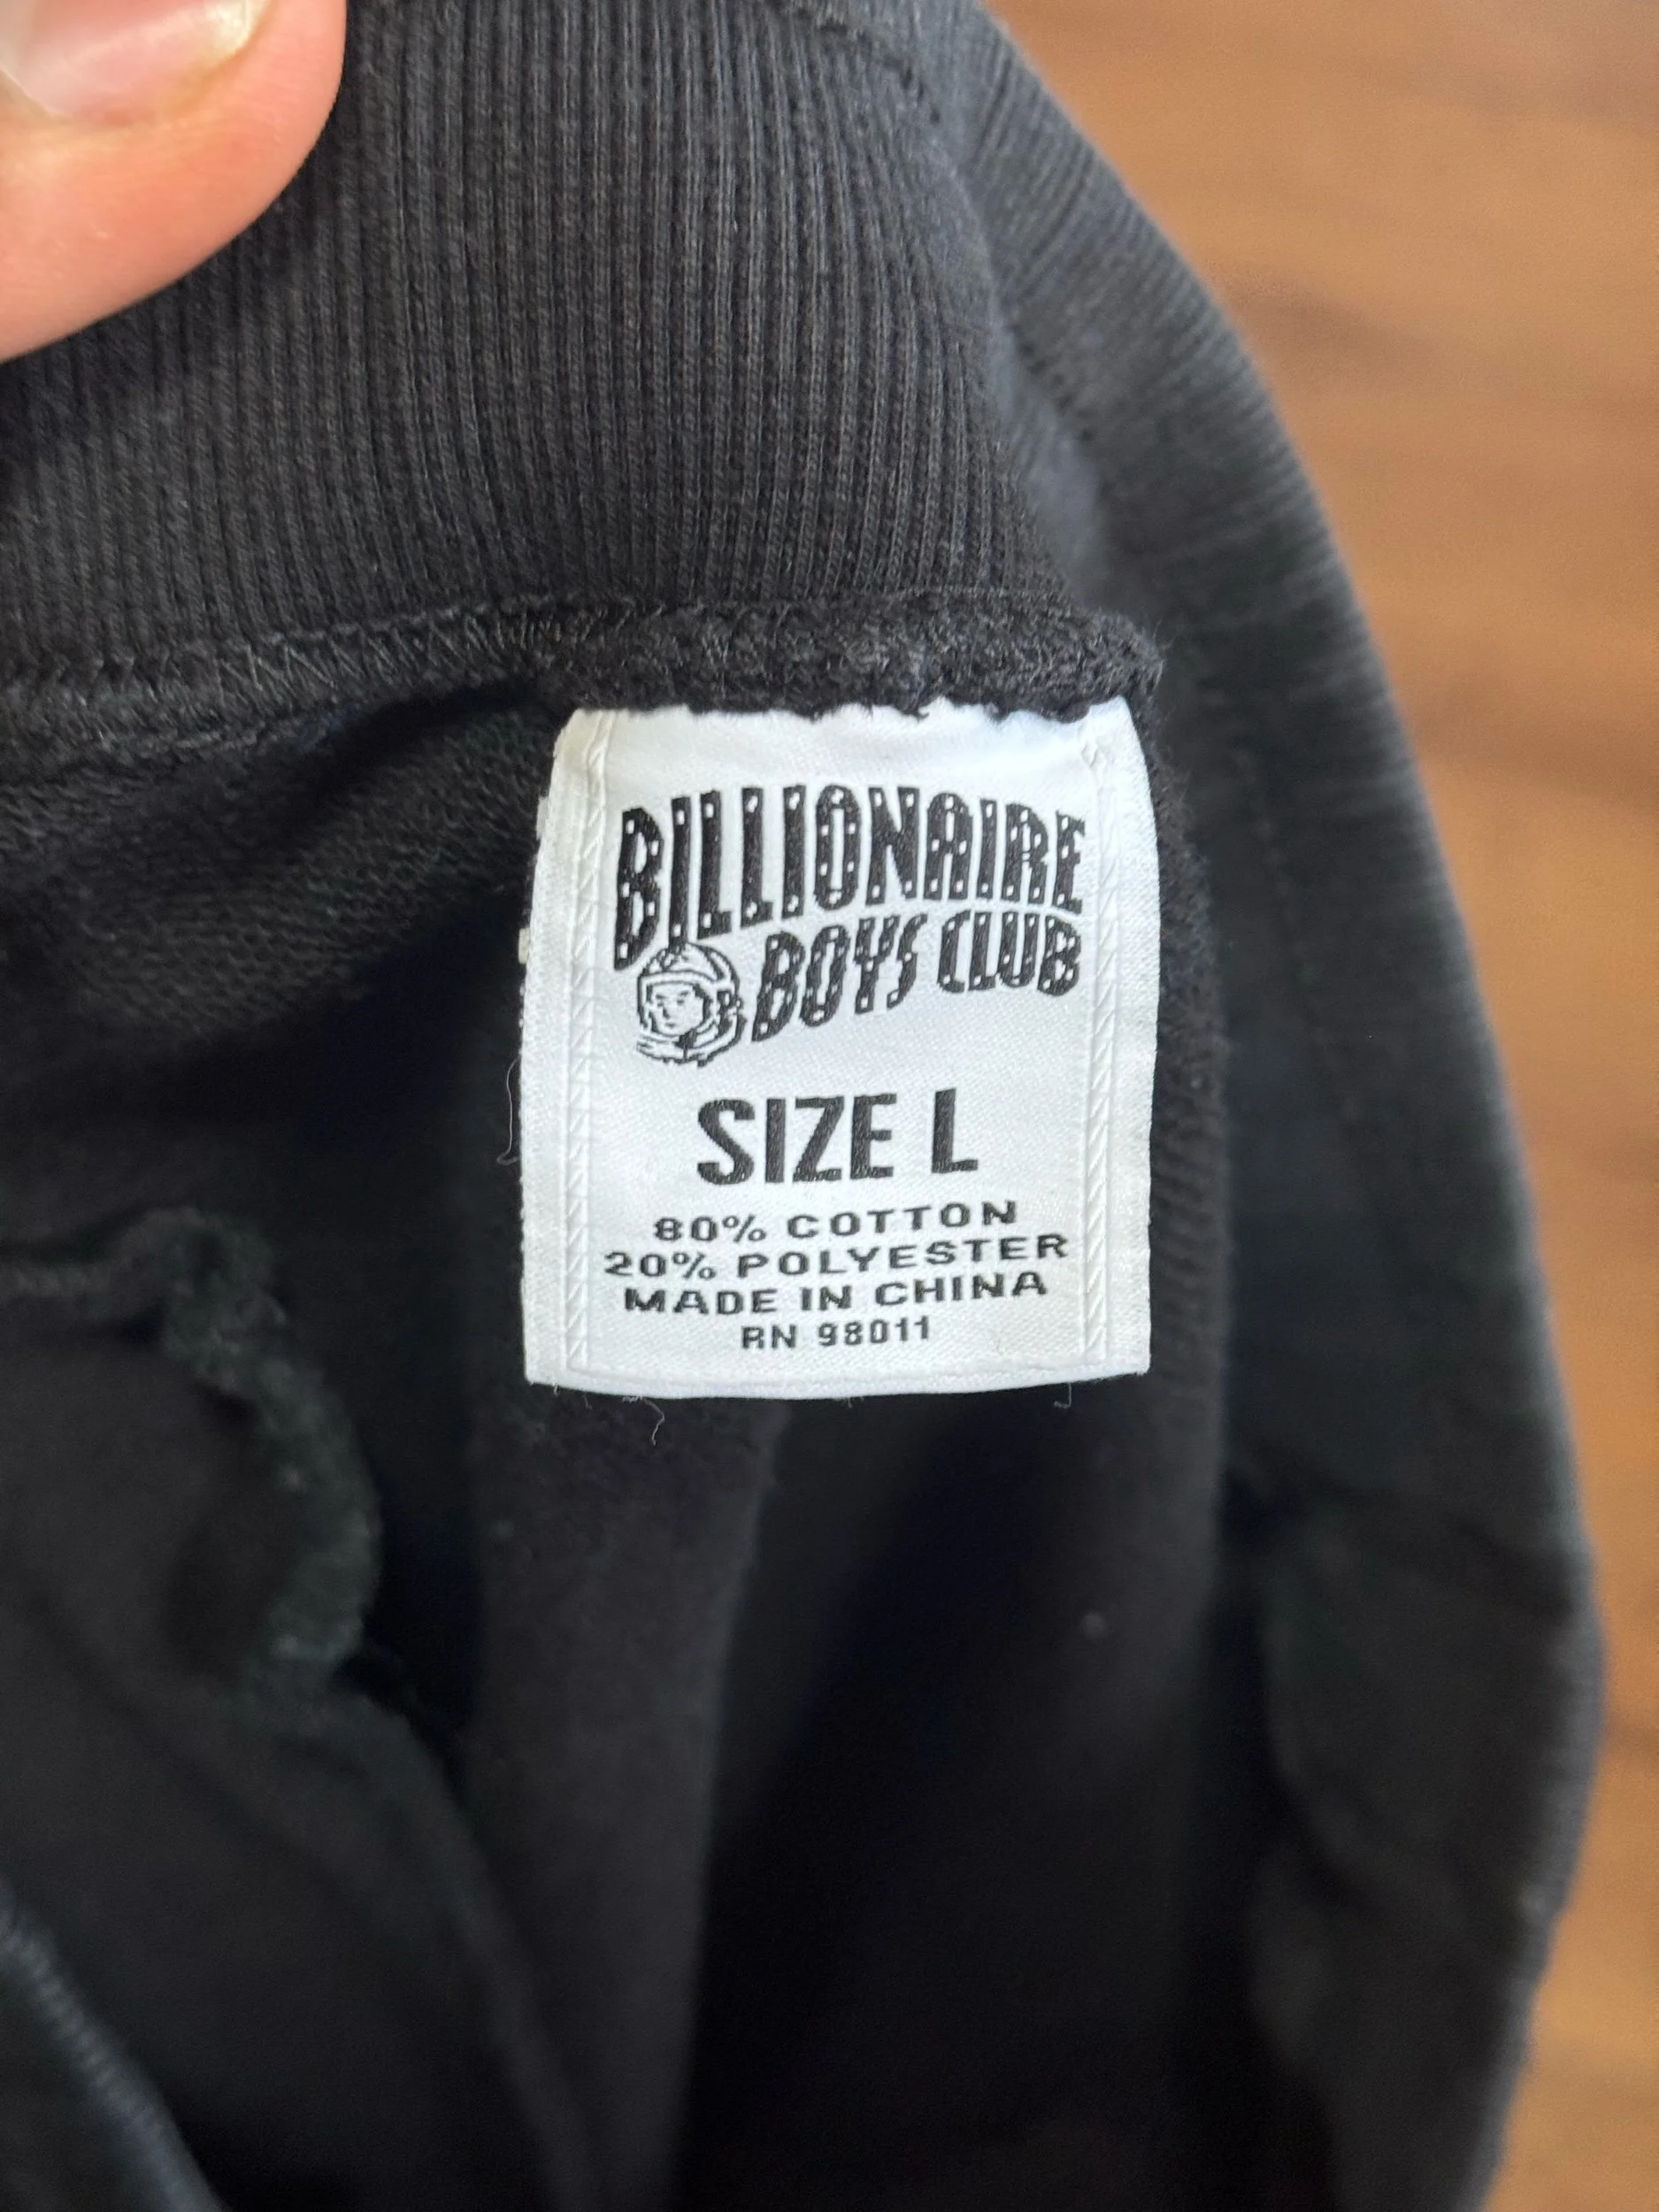 BILLIONAIRE
BOYS CLUB
SIZE L
80% COTTON
20% POLYESTER
MADE IN CHINA
RN 98011